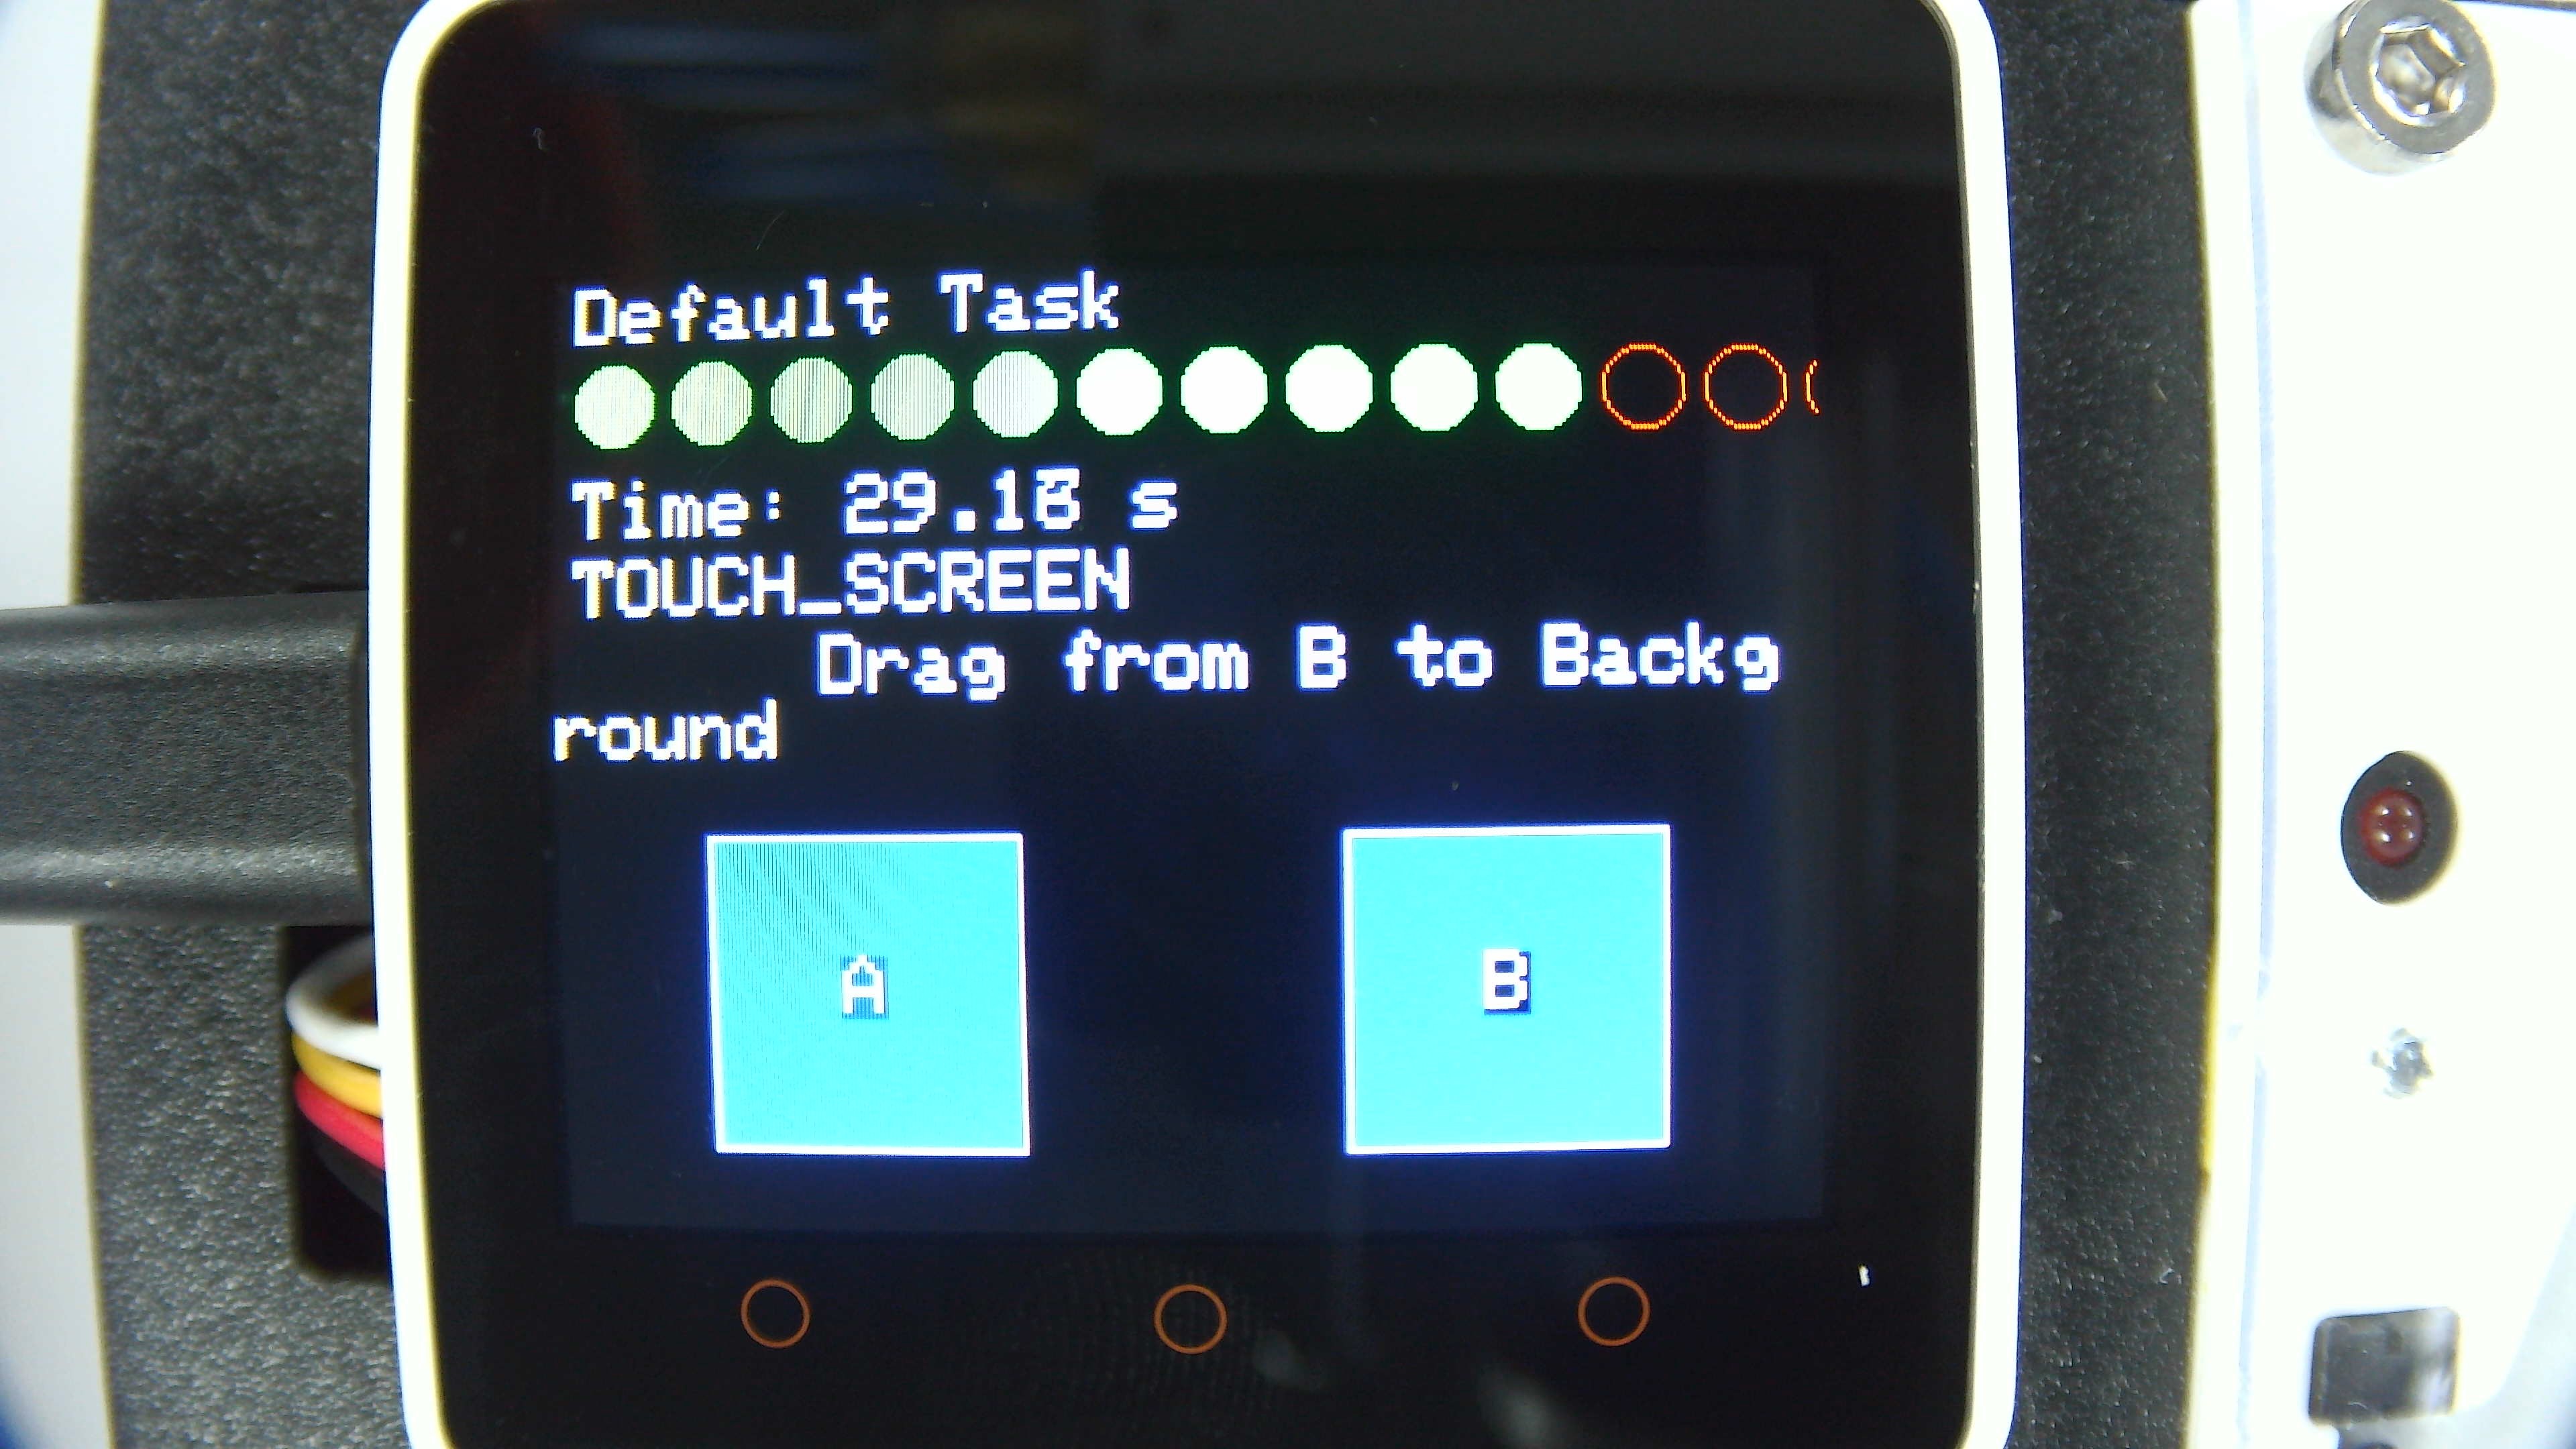 Default Task
Time: 29.18 s
TOUCH_SCREEN
Drag from B to Backg
round
A
B